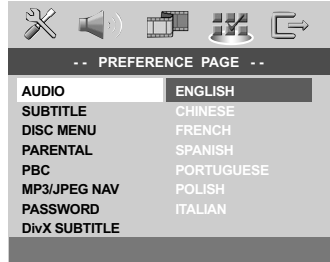 -- PREFERENCE PAGE --
AUDIO ENGLISH
SUBTITLE CHINESE
DISC MENU FRENCH
PARENTAL SPANISH
PBC PORTUGUESE
MP3/JPEG NAV POLISH
PASSWORD ITALIAN
DivX SUBTITLE